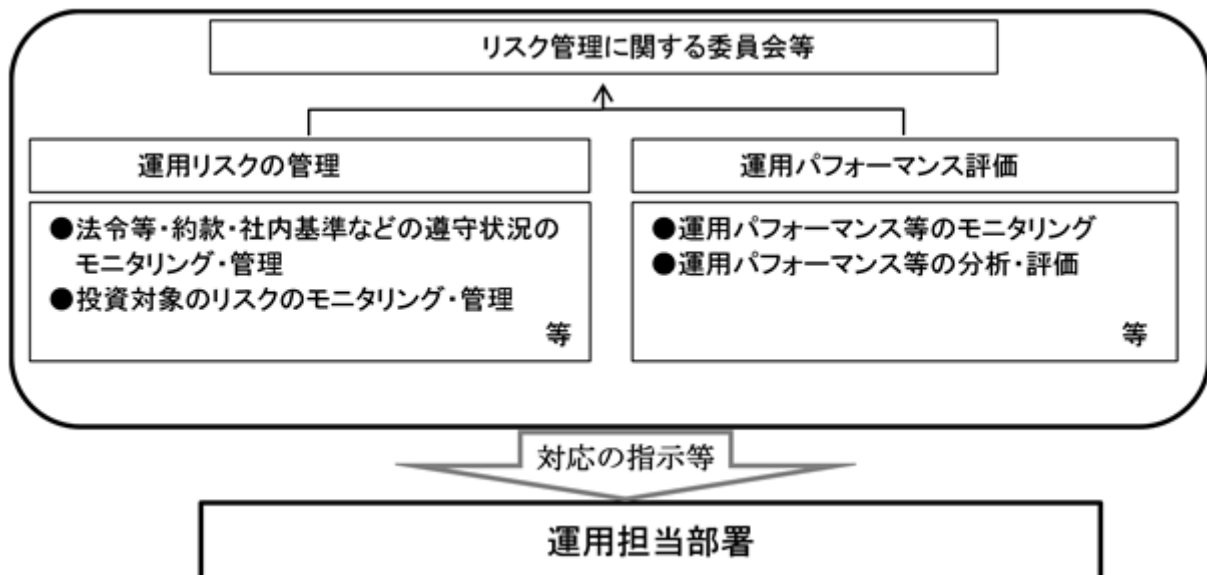 リスク管理に関する委員会等
運用リスクの管理
運用パフォーマンス評価
●法令等・約款・社内基準などの遵守状況の
モニタリング・管理
●投資対象のリスクのモニタリング・管理
等
●運用パフォーマンス等のモニタリング
●運用パフォーマンス等の分析・評価
等
対応の指示等
運用担当部署